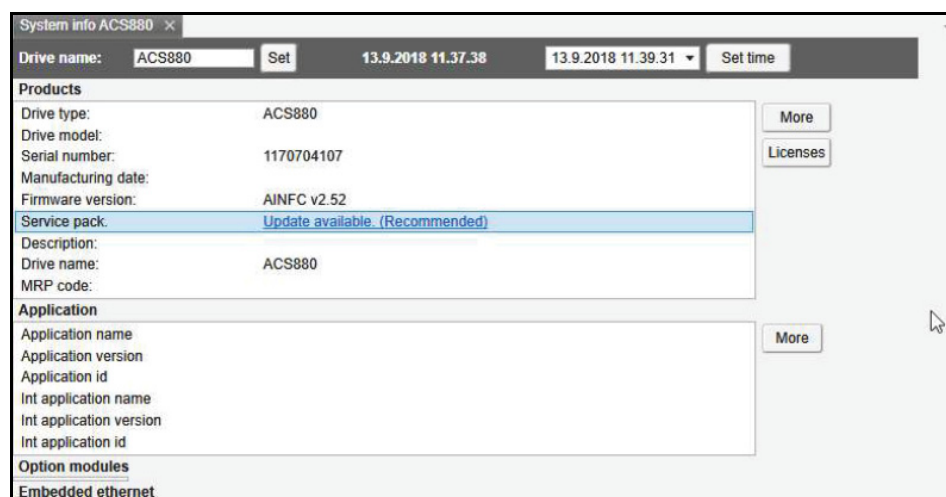 System info ACS880 ×
Drive name: ACS880 Set 13.9.2018 11.37.38 13.9.2018 11.39.31 Set time
Products
Drive type: ACS880 More
Drive model:
Serial number: 1170704107 Licenses
Manufacturing date:
Firmware version: AINFC v2.52
Service pack. Update available. (Recommended)
Description:
Drive name: ACS880
MRP code:
Application
Application name More
Application version
Application id
Int application name
Int application version
Int application id
Option modules
Embedded ethernet